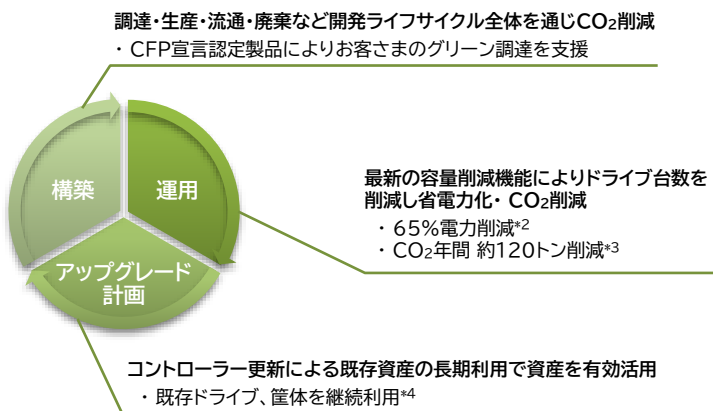 調達・生産・流通・廃棄など開発ライフサイクル全体を通じCO₂削減
・ CFP宣言認定製品によりお客さまのグリーン調達を支援
構築
運用
最新の容量削減機能によりドライブ台数を
削減し省電力化・ CO₂削減
・ 65%電力削減*2
・ CO₂年間 約120トン削減*3
アップグレード
計画
コントローラー更新による既存資産の長期利用で資産を有効活用
・ 既存ドライブ、筐体を継続利用*4